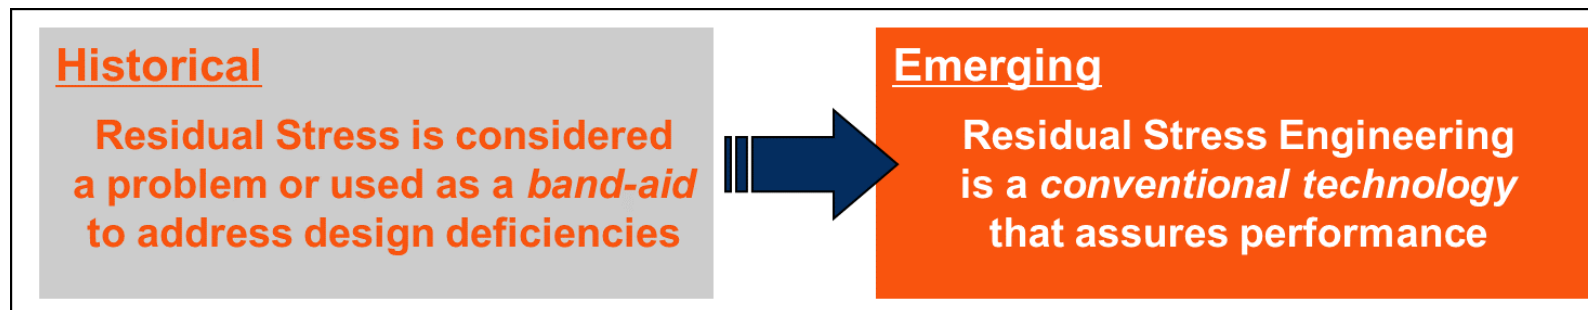 Historical
Residual Stress is considered
a problem or used as a band-aid
to address design deficiencies
Emerging
Residual Stress Engineering
is a conventional technology
that assures performance